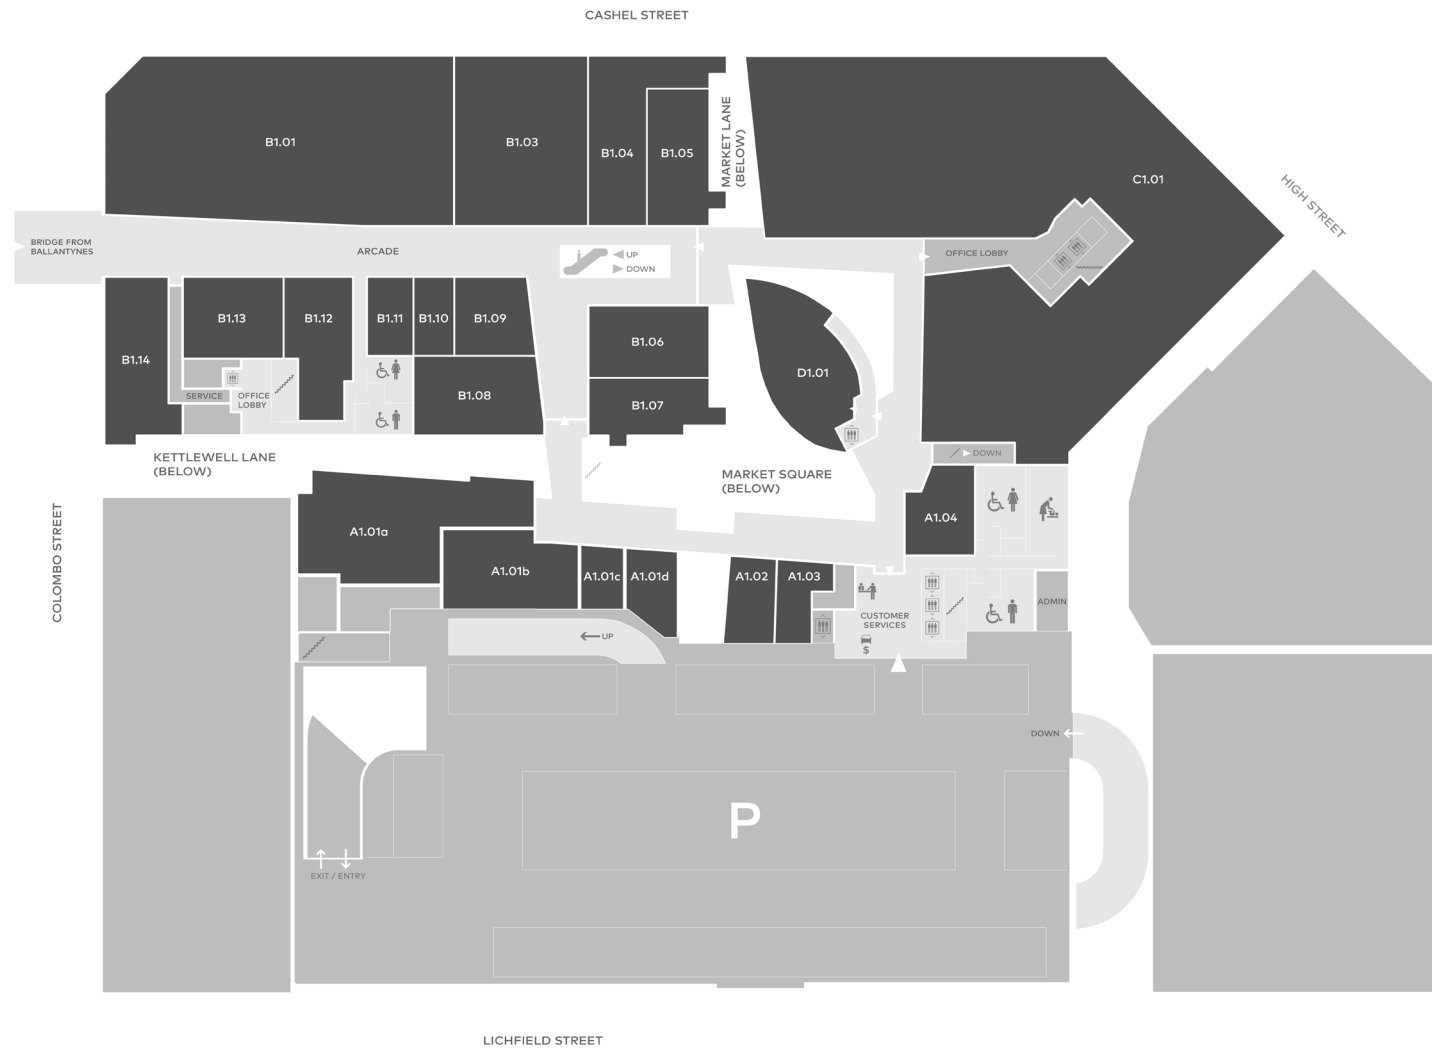 CASHEL STREET
B1.01
B1.03
B1.04
B1.05
MARKET LANE
(BELOW)
C1.01
HIGH STREET
BRIDGE FROM
BALLANTYNES
ARCADE
UP
DOWN
OFFICE LOBBY
B1.14
B1.13
B1.12
B1.11
B1.10
B1.09
B1.06
D1.01
SERVICE
OFFICE
LOBBY
B1.08
B1.07
KETTLEWELL LANE
(BELOW)
MARKET SQUARE
(BELOW)
DOWN
COLOMBO STREET
A1.01a
A1.04
A1.01b
A1.01c
A1.01d
A1.02
A1.03
CUSTOMER
SERVICES
$
ADMIN
UP
DOWN
P
EXIT / ENTRY
LICHFIELD STREET